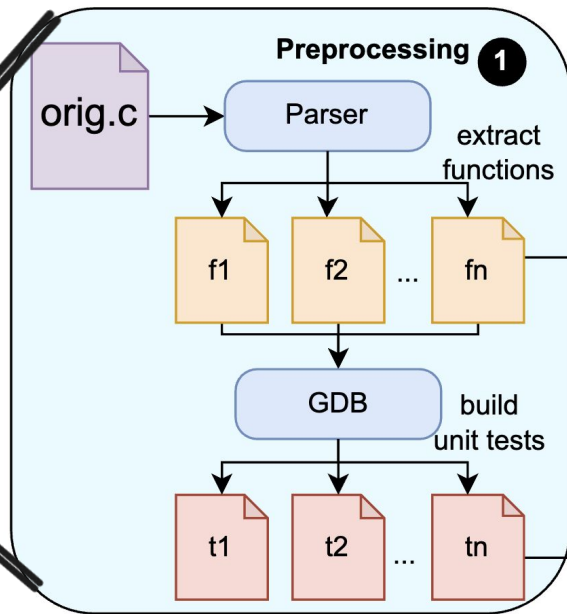 Preprocessing 1
orig.c
Parser
extract
functions
f1
f2
...
fn
GDB
build
unit tests
t1
t2
...
tn